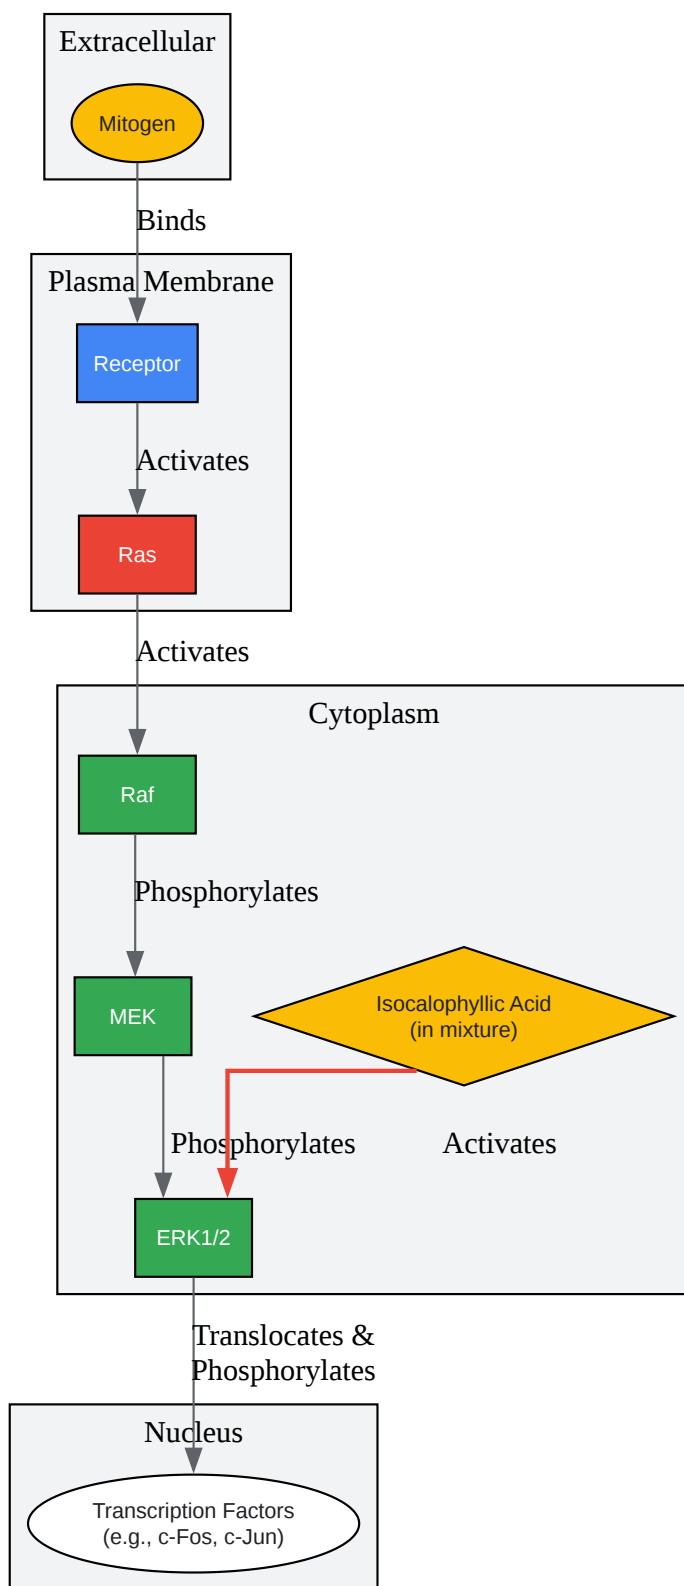 Extracellular
Mitogen
Binds
Plasma Membrane
Receptor
Activates
Ras
Activates
Cytoplasm
Raf
Phosphorylates
MEK
Isocalophyllic Acid
(in mixture)
Phosphorylates
Activates
ERK1/2
Translocates &
Phosphorylates
Nucleus
Transcription Factors
(e.g., c-Fos, c-Jun)